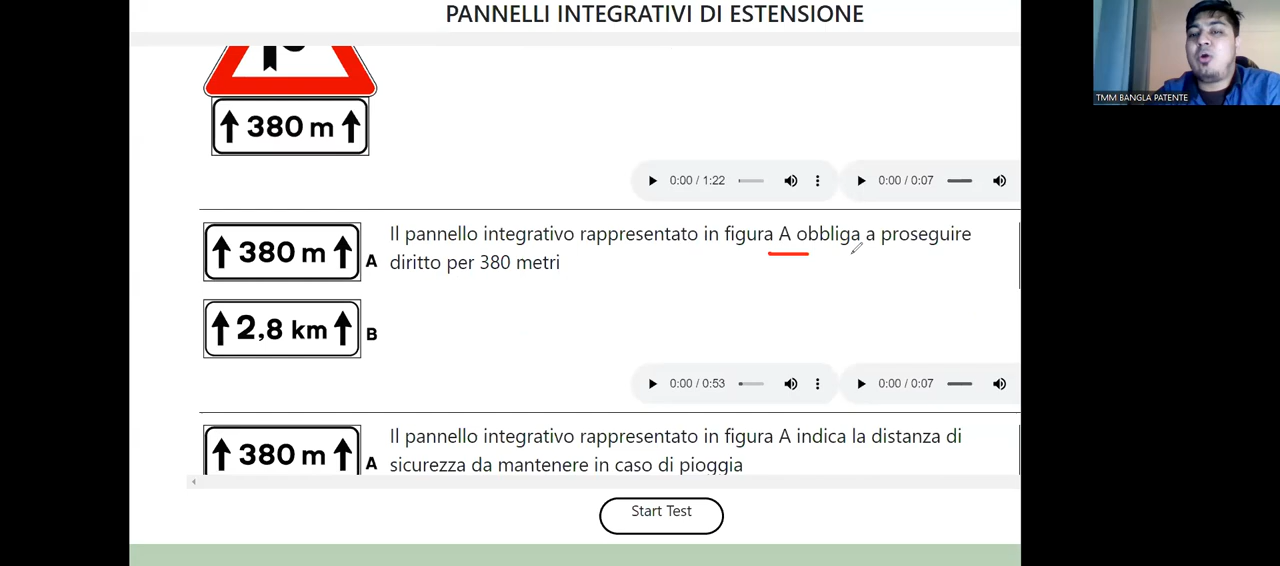 PANNELLI INTEGRATIVI DI ESTENSIONE
TMM BANGLA PATENTE
380 m
0:00 / 1:22
0:00 / 0:07
380 m A
Il pannello integrativo rappresentato in figura A obbliga a proseguire
diritto per 380 metri
2,8 km B
0:00 / 0:53
0:00 / 0:07
380 m A
Il pannello integrativo rappresentato in figura A indica la distanza di
sicurezza da mantenere in caso di pioggia
Start Test